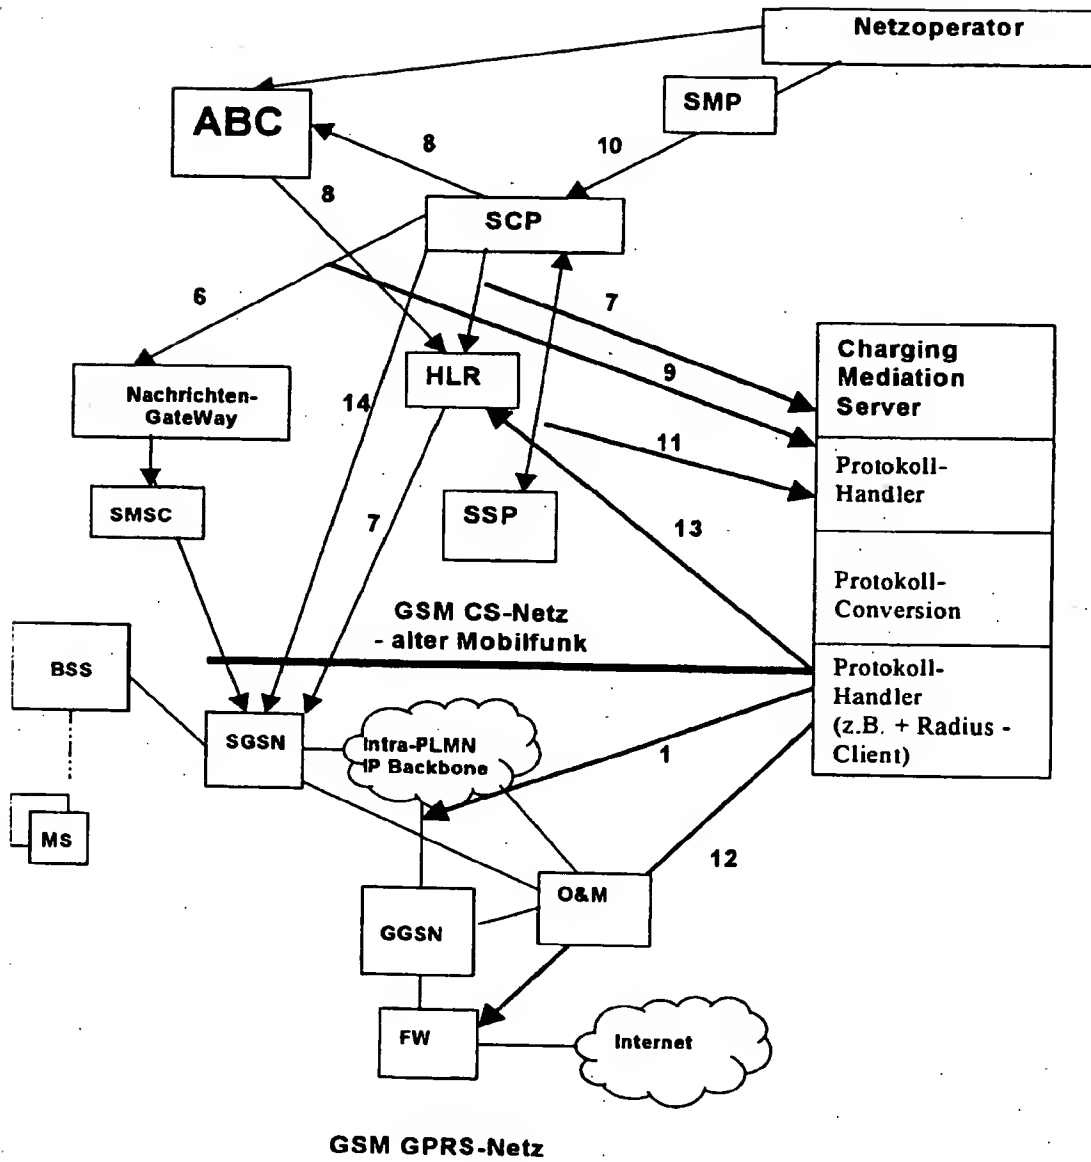 Netzoperator
ABC
SMP
8
10
8
SCP
6
7
Charging
Mediation
Server
HLR
9
Nachrichten-
GateWay
14
11
Protokoll-
Handler
SMSC
SSP
7
13
Protokoll-
Conversion
GSM CS-Netz
- alter Mobilfunk
BSS
Protokoll-
Handler
(z.B. + Radius -
Client)
SGSN
Intra-PLMN
IP Backbone
1
MS
12
O&M
GGSN
FW
Internet
GSM GPRS-Netz